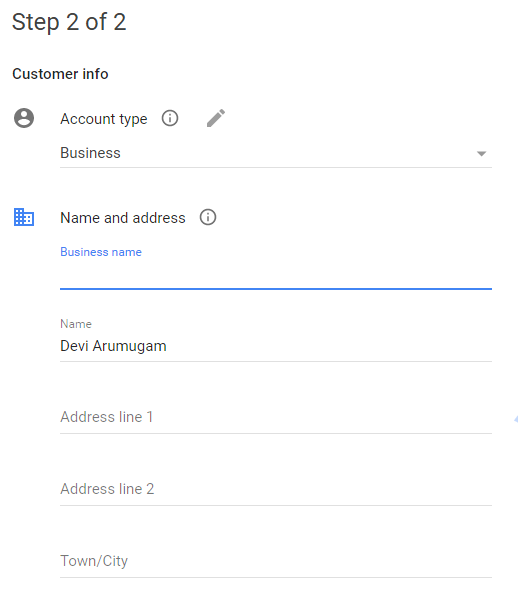 Step 2 of 2
Customer info
Account type
Business
Name and address
Business name
Name
Devi Arumugam
Address line 1
Address line 2
Town/City